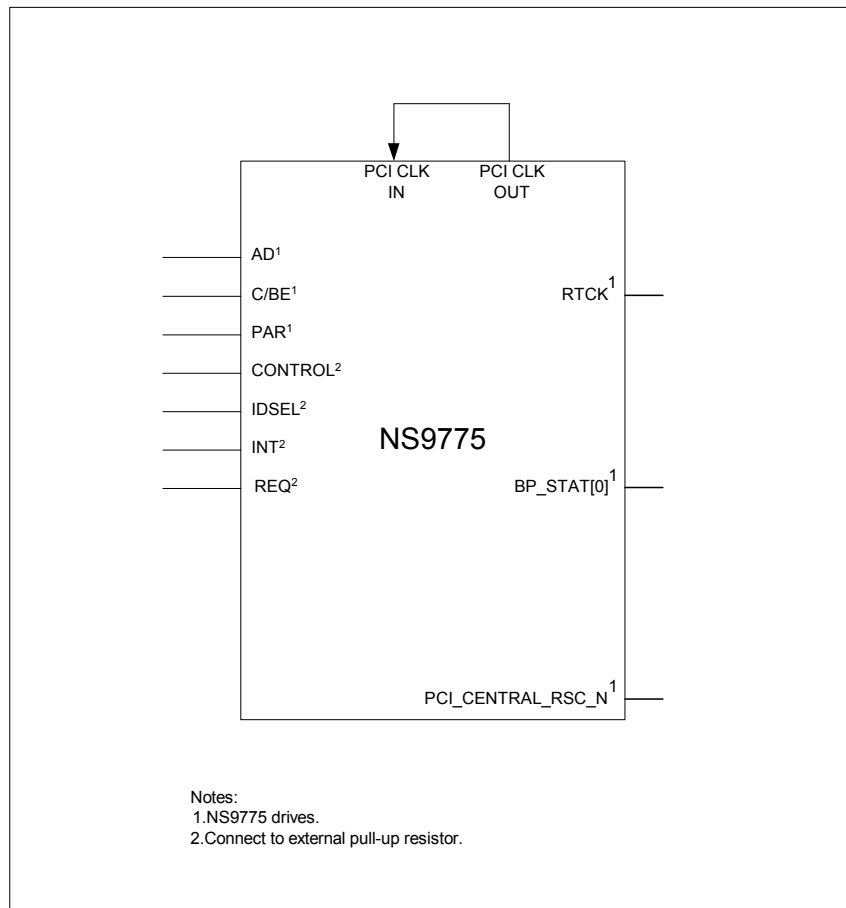 PCI CLK
IN
PCI CLK
OUT
AD¹
C/BE¹
PAR¹
CONTROL²
IDSEL²
INT²
REQ²
NS9775
RTCK¹
BP_STAT[0]¹
PCI_CENTRAL_RSC_N¹
Notes:
1.NS9775 drives.
2.Connect to external pull-up resistor.